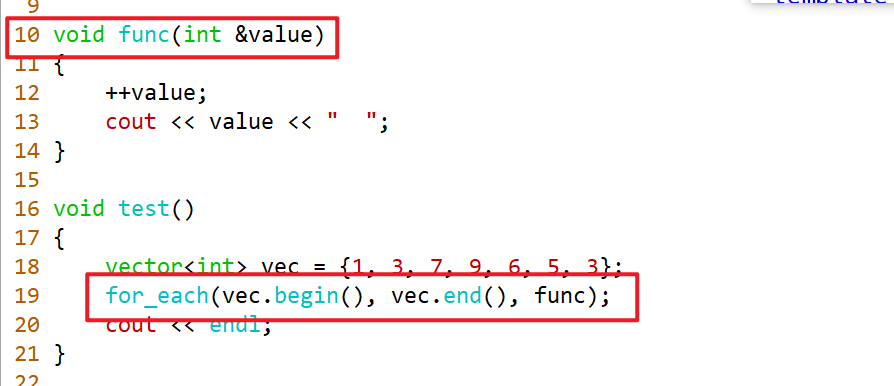 template
9
10 void func(int &value)
11 {
12     ++value;
13     cout << value << "  ";
14 }
15
16 void test()
17 {
18     vector<int> vec = {1, 3, 7, 9, 6, 5, 3};
19     for_each(vec.begin(), vec.end(), func);
20     cout << endl;
21 }
22